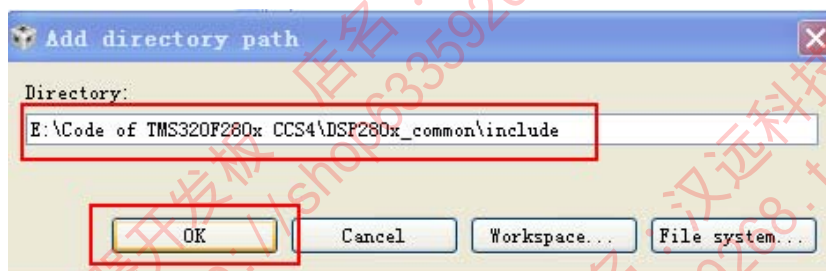 Add directory path
Directory:
E:\Code of TMS320F280x CCS4\DSP280x_common\include
OK
Cancel
Workspace...
File system...